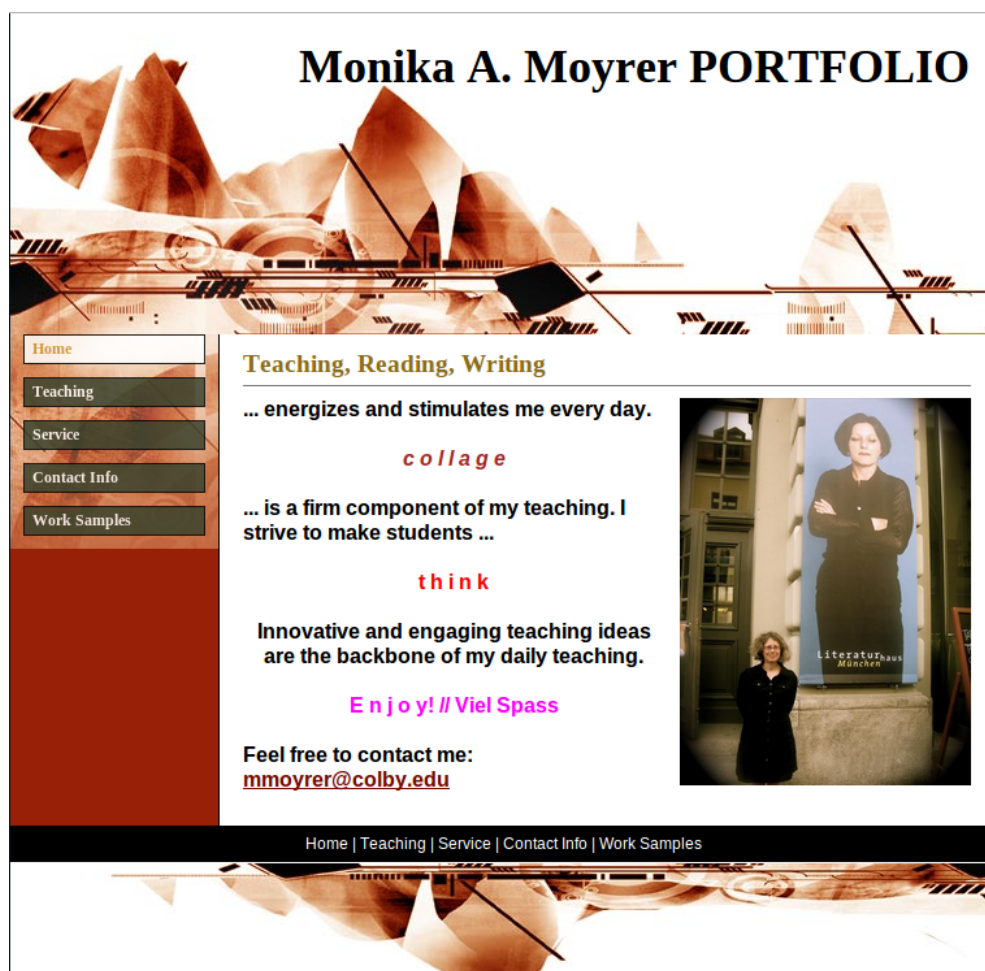 Monika A. Moyrer PORTFOLIO
Home
Teaching
Service
Contact Info
Work Samples
Teaching, Reading, Writing
... energizes and stimulates me every day.
c o l l a g e
... is a firm component of my teaching. I
strive to make students ...
t h i n k
Innovative and engaging teaching ideas
are the backbone of my daily teaching.
E n j o y! // Viel Spass
Feel free to contact me:
mmoyrer@colby.edu
Literaturhaus
München
Home | Teaching | Service | Contact Info | Work Samples